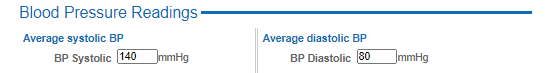 Blood Pressure Readings
Average systolic BP
BP Systolic 140 mmHg
Average diastolic BP
BP Diastolic 80 mmHg